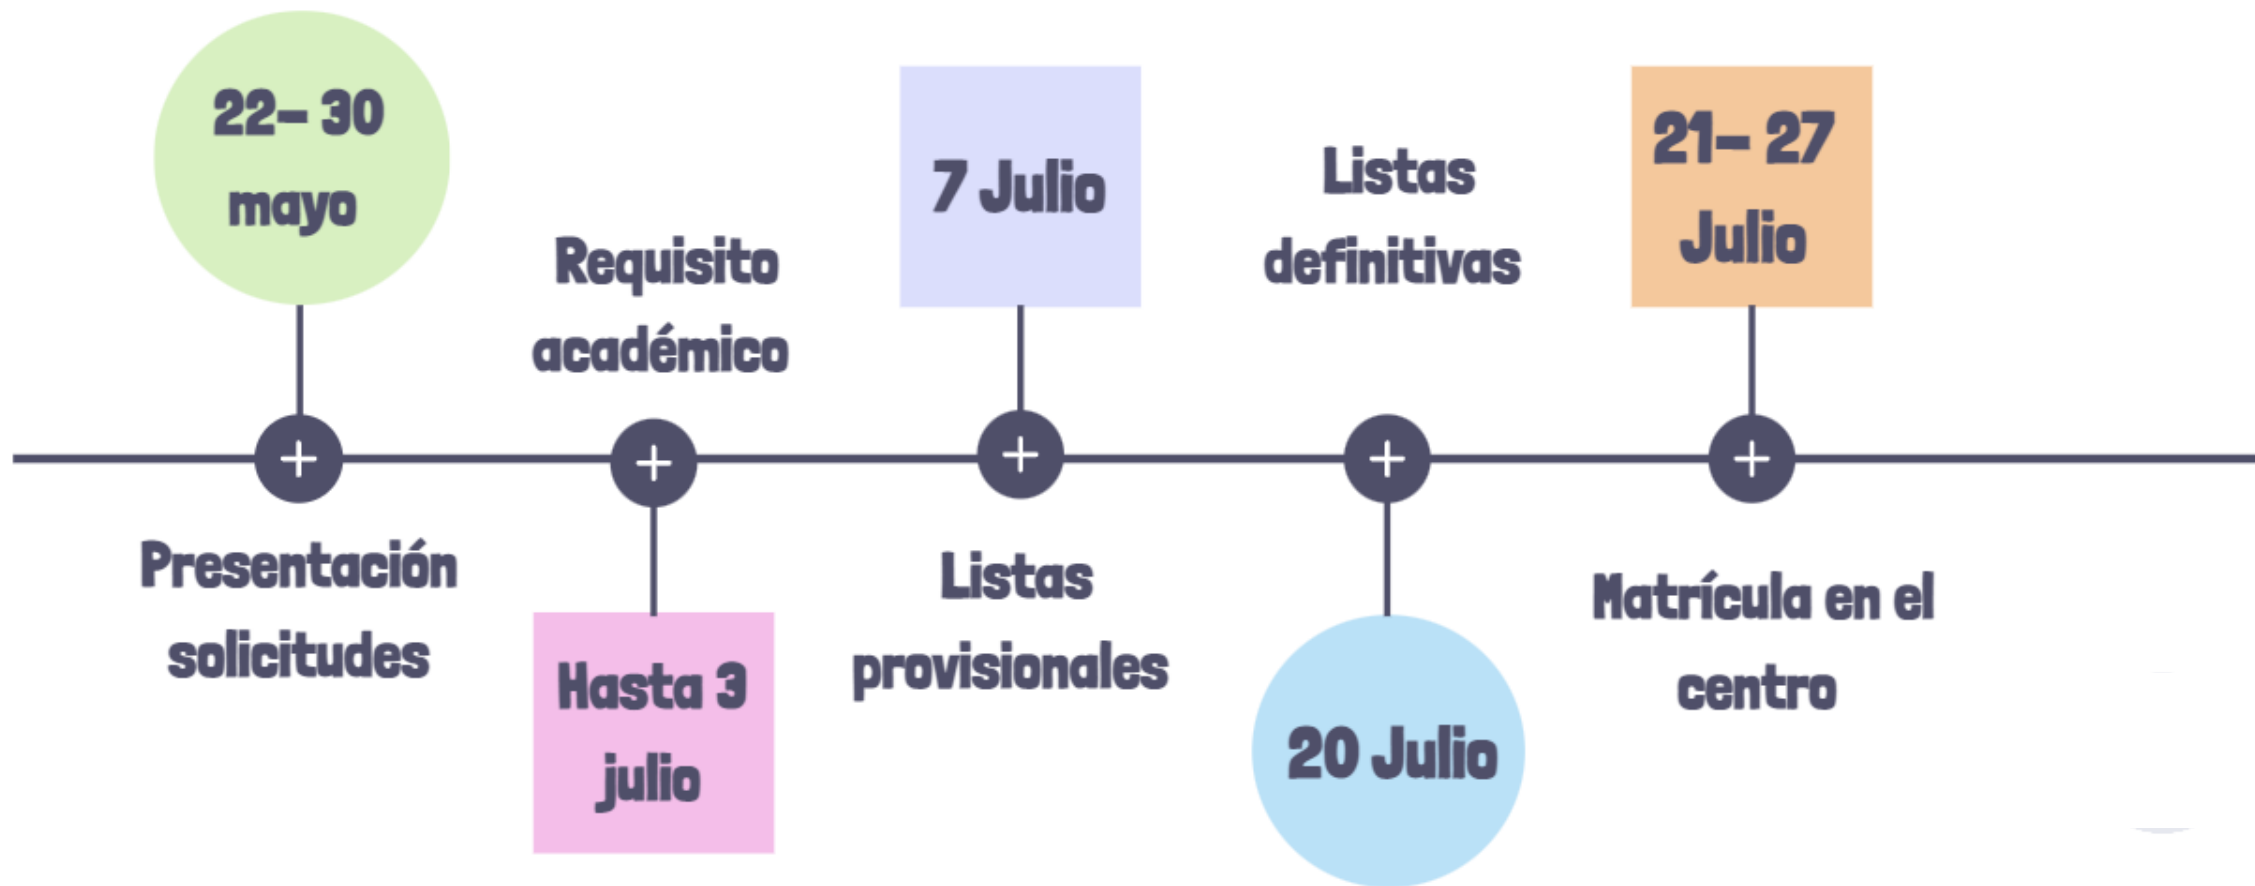 22- 30
mayo
Presentación
solicitudes
Requisito
académico
Hasta 3
julio
7 Julio
Listas
provisionales
Listas
definitivas
20 Julio
21- 27
Julio
Matrícula en el
centro